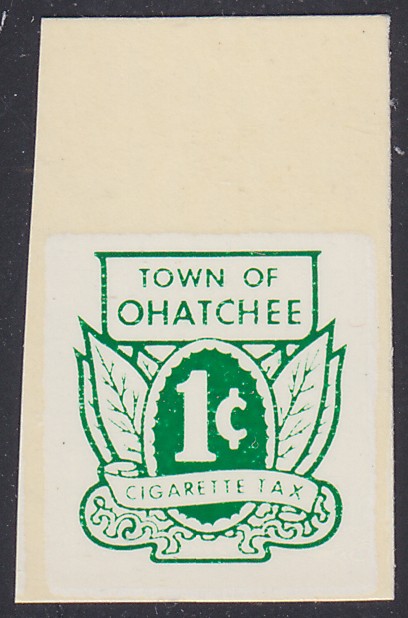 TOWN OF
OHATCHEE
1¢
CIGARETTE TAX